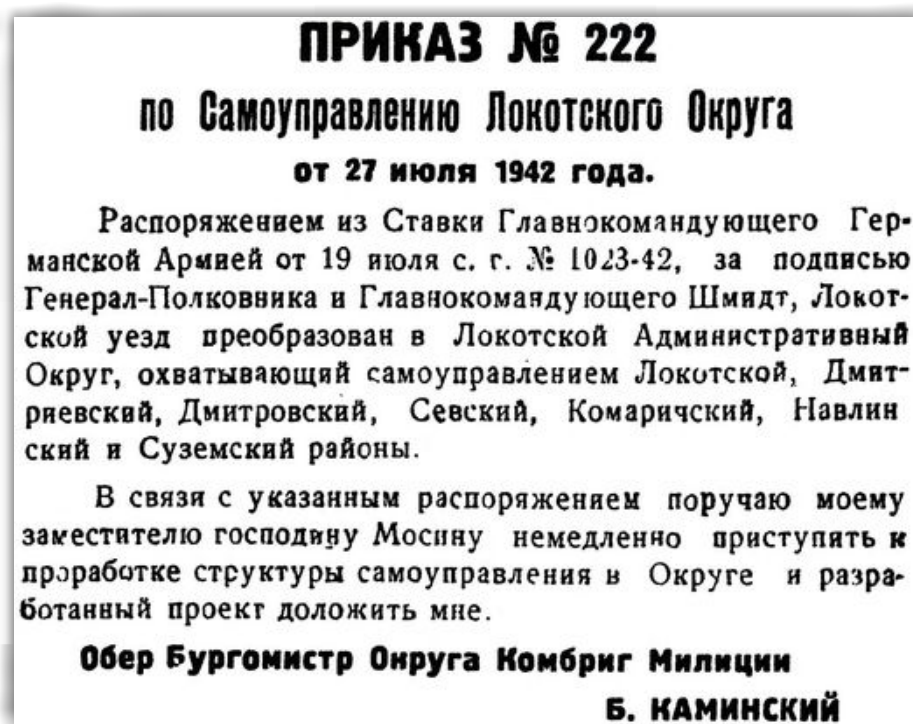 ПРИКАЗ № 222
по Самоуправлению Локотского Округа
от 27 июля 1942 года.
Распоряжением из Ставки Главнокомандующего Гер-
манской Армией от 19 июля с. г. № 1023-42, за подписью
Генерал-Полковника и Главнокомандующего Шмидт, Локот-
ской уезд преобразован в Локотской Административный
Округ, охватывающий самоуправлением Локотской, Дмит-
риевский, Дмитровский, Севский, Комаричский, Навлин
ский и Суземский районы.
В связи с указанным распоряжением поручаю моему
заместителю господину Мосину немедленно приступить к
проработке структуры самоуправления в Округе и разра-
ботанный проект доложить мне.
Обер Бургомистр Округа Комбриг Милиции
Б. КАМИНСКИЙ